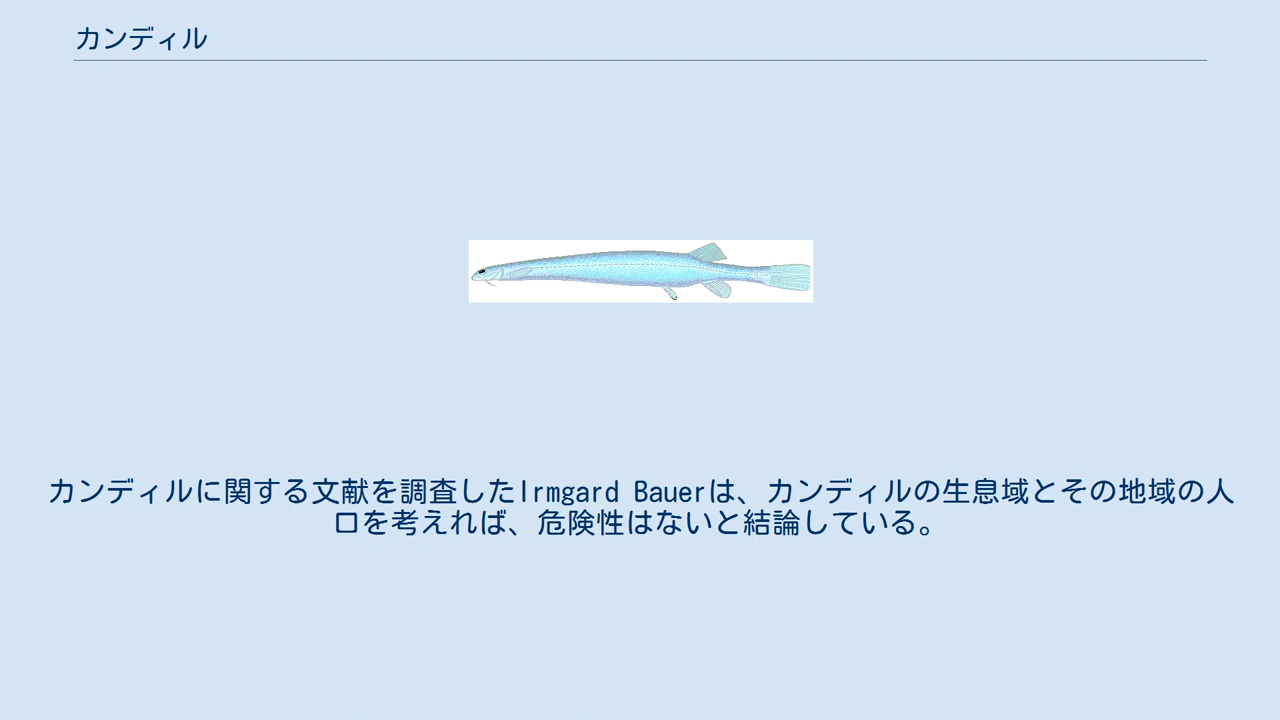 カンディル
カンディルに関する文献を調査したIrmgard Bauerは、カンディルの生息域とその地域の人
口を考えれば、危険性はないと結論している。